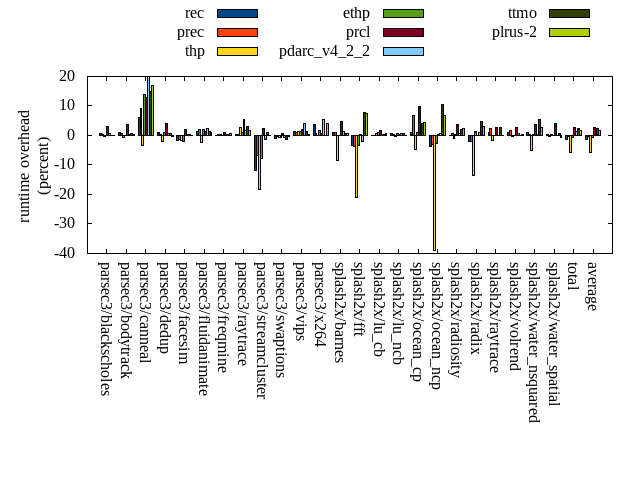 rec
prec
thp
ethp
prcl
pdarc_v4_2_2
ttmo
plrus-2
runtime overhead
(percent)
20
10
0
-10
-20
-30
-40
parsec3/blackscholes
parsec3/bodytrack
parsec3/canneal
parsec3/dedup
parsec3/facesim
parsec3/fluidanimate
parsec3/freqmine
parsec3/raytrace
parsec3/streamcluster
parsec3/swaptions
parsec3/vips
parsec3/x264
splash2x/barnes
splash2x/fft
splash2x/lu_cb
splash2x/lu_ncb
splash2x/ocean_cp
splash2x/ocean_ncp
splash2x/radiosity
splash2x/radix
splash2x/raytrace
splash2x/volrend
splash2x/water_nsquared
splash2x/water_spatial
total
average